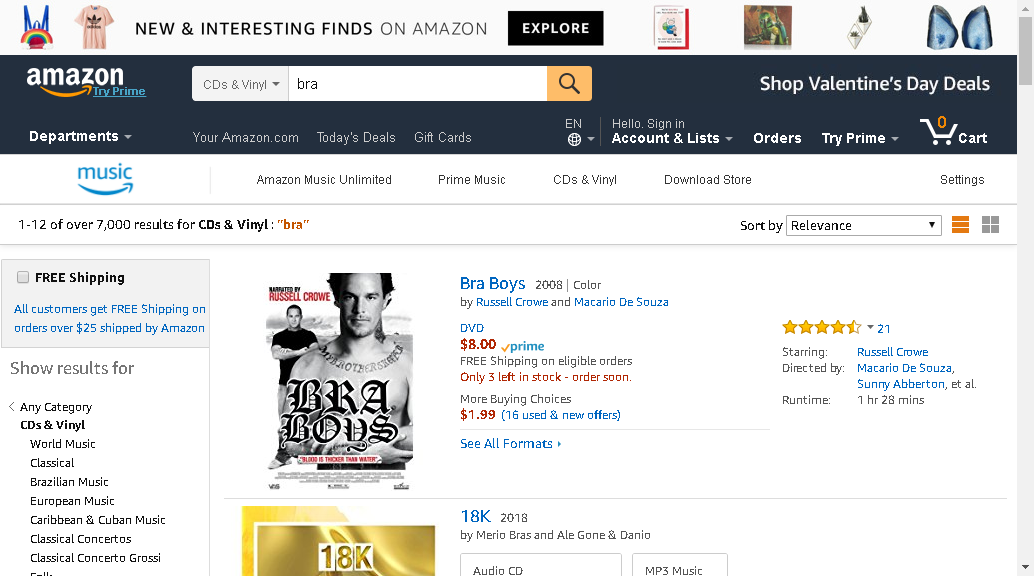 NEW & INTERESTING FINDS ON AMAZON
EXPLORE
amazon
Try Prime
CDs & Vinyl
bra
Shop Valentine's Day Deals
Departments
Your Amazon.com
Today's Deals
Gift Cards
EN
Hello. Sign in
Account & Lists
Orders
Try Prime
0
Cart
music
Amazon Music Unlimited
Prime Music
CDs & Vinyl
Download Store
Settings
1-12 of over 7,000 results for CDs & Vinyl : "bra"
Sort by
Relevance
FREE Shipping
All customers get FREE Shipping on
orders over $25 shipped by Amazon
Show results for
Any Category
CDs & Vinyl
World Music
Classical
Brazilian Music
European Music
Caribbean & Cuban Music
Classical Concertos
Classical Concerto Grossi
Folk
NARRATED BY
RUSSELL CROWE
BRA
BOYS
"BLOOD IS THICKER THAN WATER"
Bra Boys 2008 | Color
by Russell Crowe and Macario De Souza
DVD
$8.00 prime
FREE Shipping on eligible orders
Only 3 left in stock - order soon.
More Buying Choices
$1.99 (16 used & new offers)
See All Formats
21
Starring: Russell Crowe
Directed by: Macario De Souza,
Sunny Abberton, et al.
Runtime: 1 hr 28 mins
18K
18K 2018
by Merio Bras and Ale Gone & Danio
Audio CD
MP3 Music